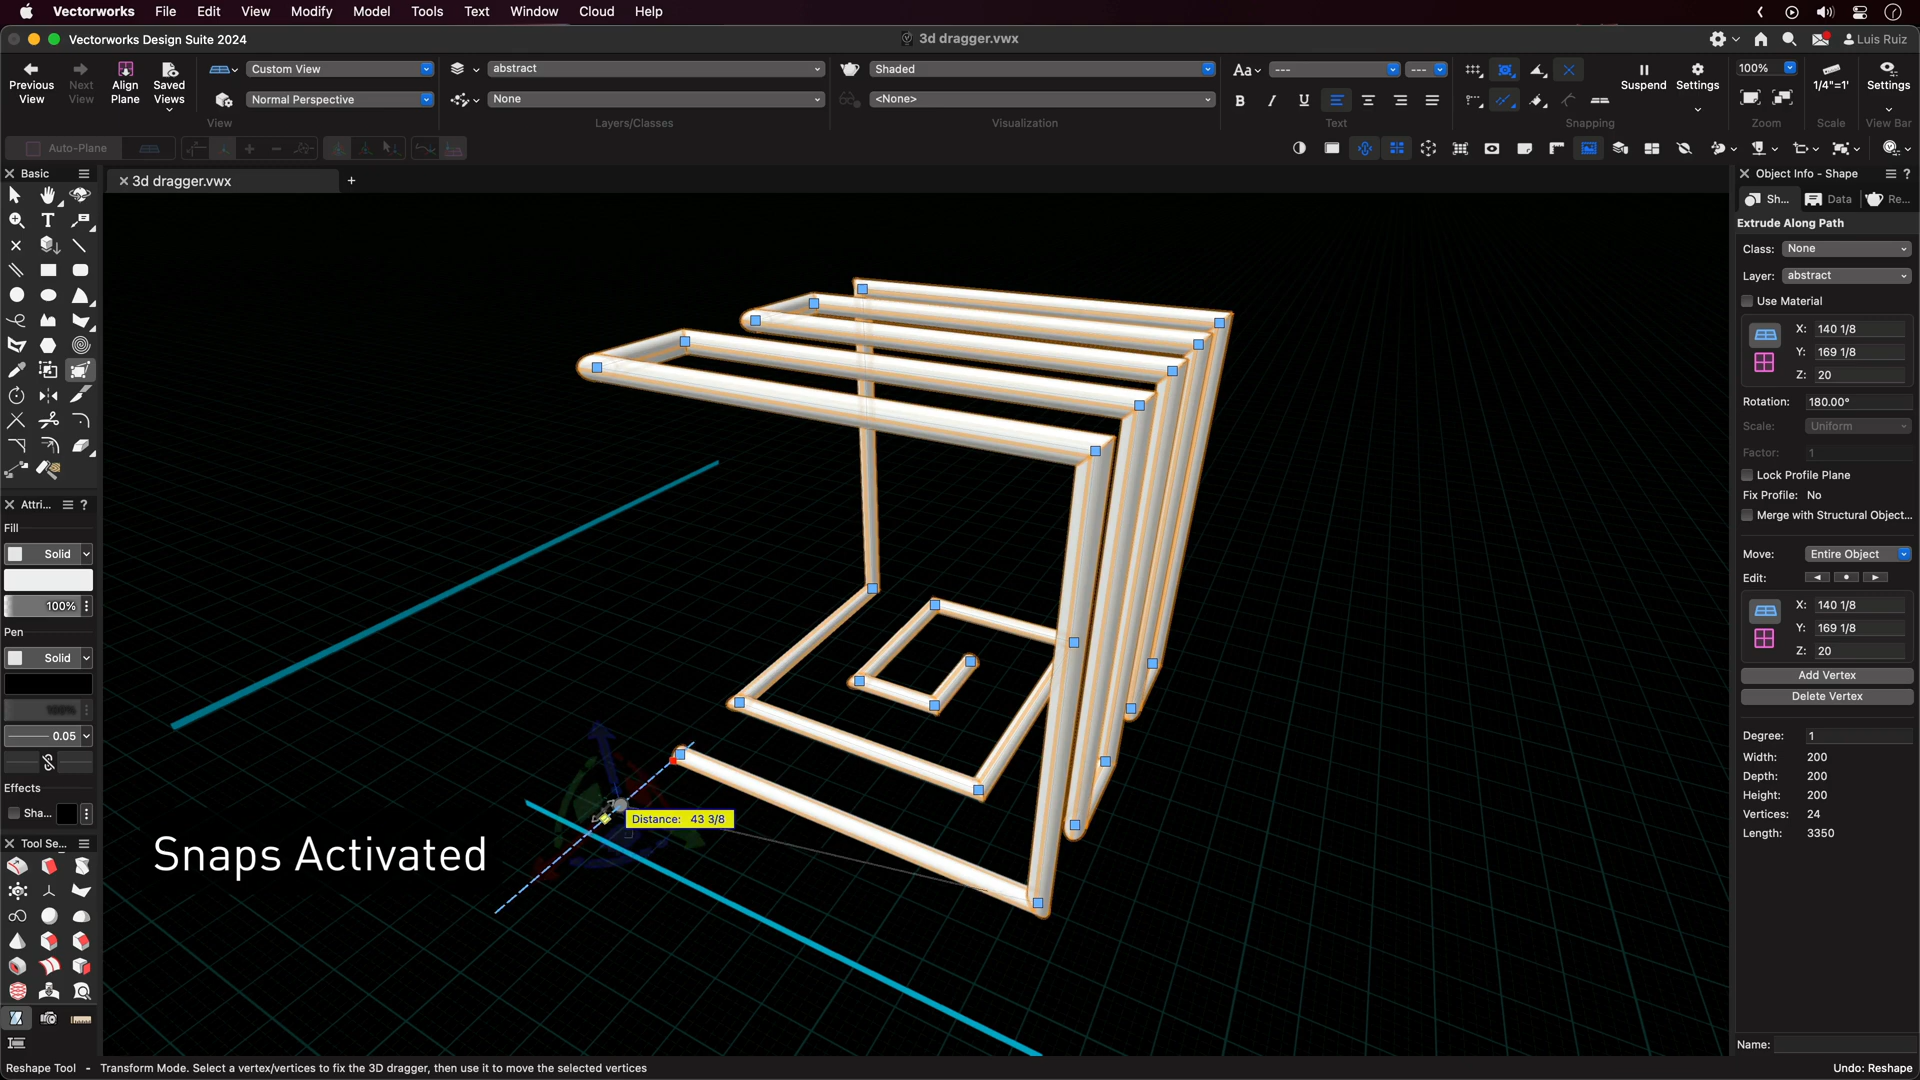 Vectorworks File Edit View Modify Model Tools Text Window Cloud Help
Vectorworks Design Suite 2024
3d dragger.vwx
Luis Ruiz
Previous View
Next View
Align Plane
Saved Views
Custom View
Normal Perspective
View
abstract
None
Layers/Classes
Shaded
<None>
Visualization
Aa
---
---
B I U
Text
Suspend
Settings
Snapping
100%
Zoom
1/4"=1'
Scale
Settings
View Bar
Auto-Plane
Basic
3d dragger.vwx
+
Object Info - Shape
?
Sh...
Data
Re...
Extrude Along Path
Class: None
Layer: abstract
Use Material
X: 140 1/8
Y: 169 1/8
Z: 20
Rotation: 180.00°
Scale: Uniform
Factor: 1
Lock Profile Plane
Fix Profile: No
Merge with Structural Object...
Move: Entire Object
Edit:
X: 140 1/8
Y: 169 1/8
Z: 20
Add Vertex
Delete Vertex
Degree: 1
Width: 200
Depth: 200
Height: 200
Vertices: 24
Length: 3350
Name:
T
Attri... ?
Fill
Solid
100%
Pen
Solid
100%
0.05
Effects
Sha...
Tool Se...
Distance: 43 3/8
Snaps Activated
Reshape Tool - Transform Mode. Select a vertex/vertices to fix the 3D dragger, then use it to move the selected vertices
Undo: Reshape